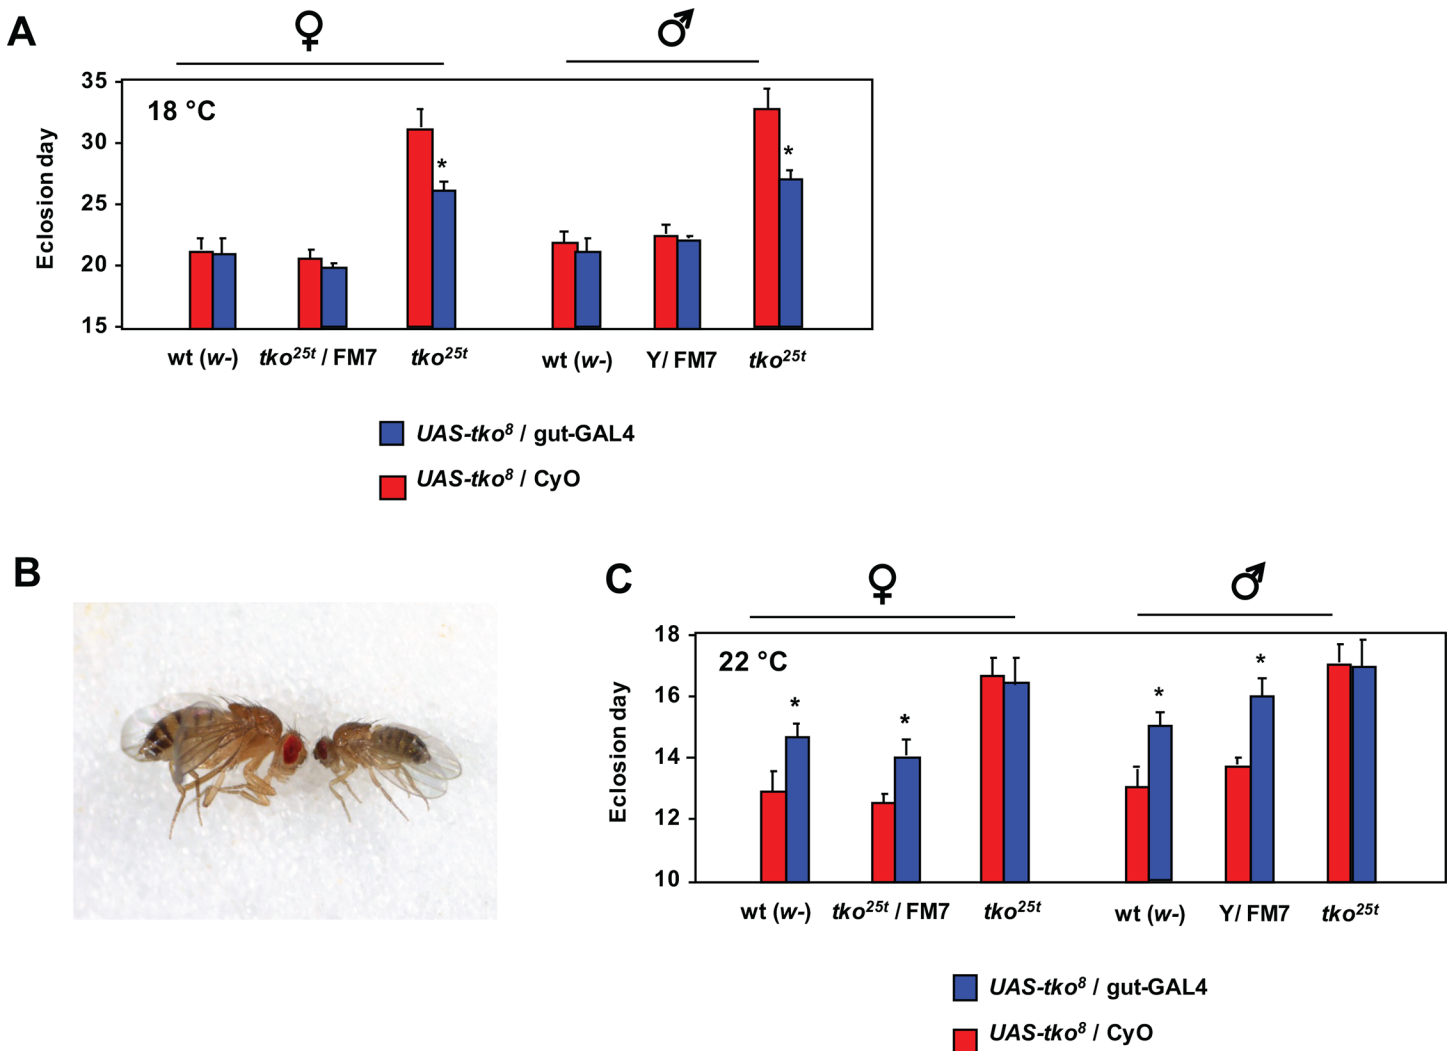 A
♀ ♂
35
18 °C
30
25
20
15
Eclosion day
* *
wt (w-) tko25t / FM7 tko25t wt (w-) Y/ FM7 tko25t
UAS-tko8 / gut-GAL4
UAS-tko8 / CyO
B
C
♀ ♂
18
22 °C
16
14
12
10
Eclosion day
* * * *
wt (w-) tko25t / FM7 tko25t wt (w-) Y/ FM7 tko25t
UAS-tko8 / gut-GAL4
UAS-tko8 / CyO